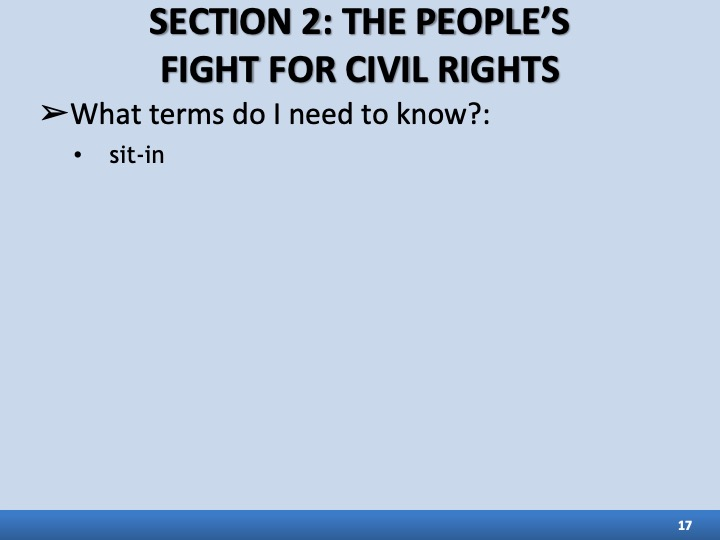 SECTION 2: THE PEOPLE’S
FIGHT FOR CIVIL RIGHTS
➢What terms do I need to know?:
• sit-in
17